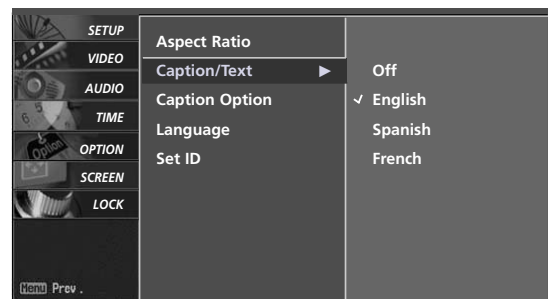 SETUP
VIDEO
AUDIO
TIME
OPTION
SCREEN
LOCK
Menu Prev.
Aspect Ratio
Caption/Text ▶
Caption Option
Language
Set ID
Off
✓ English
Spanish
French